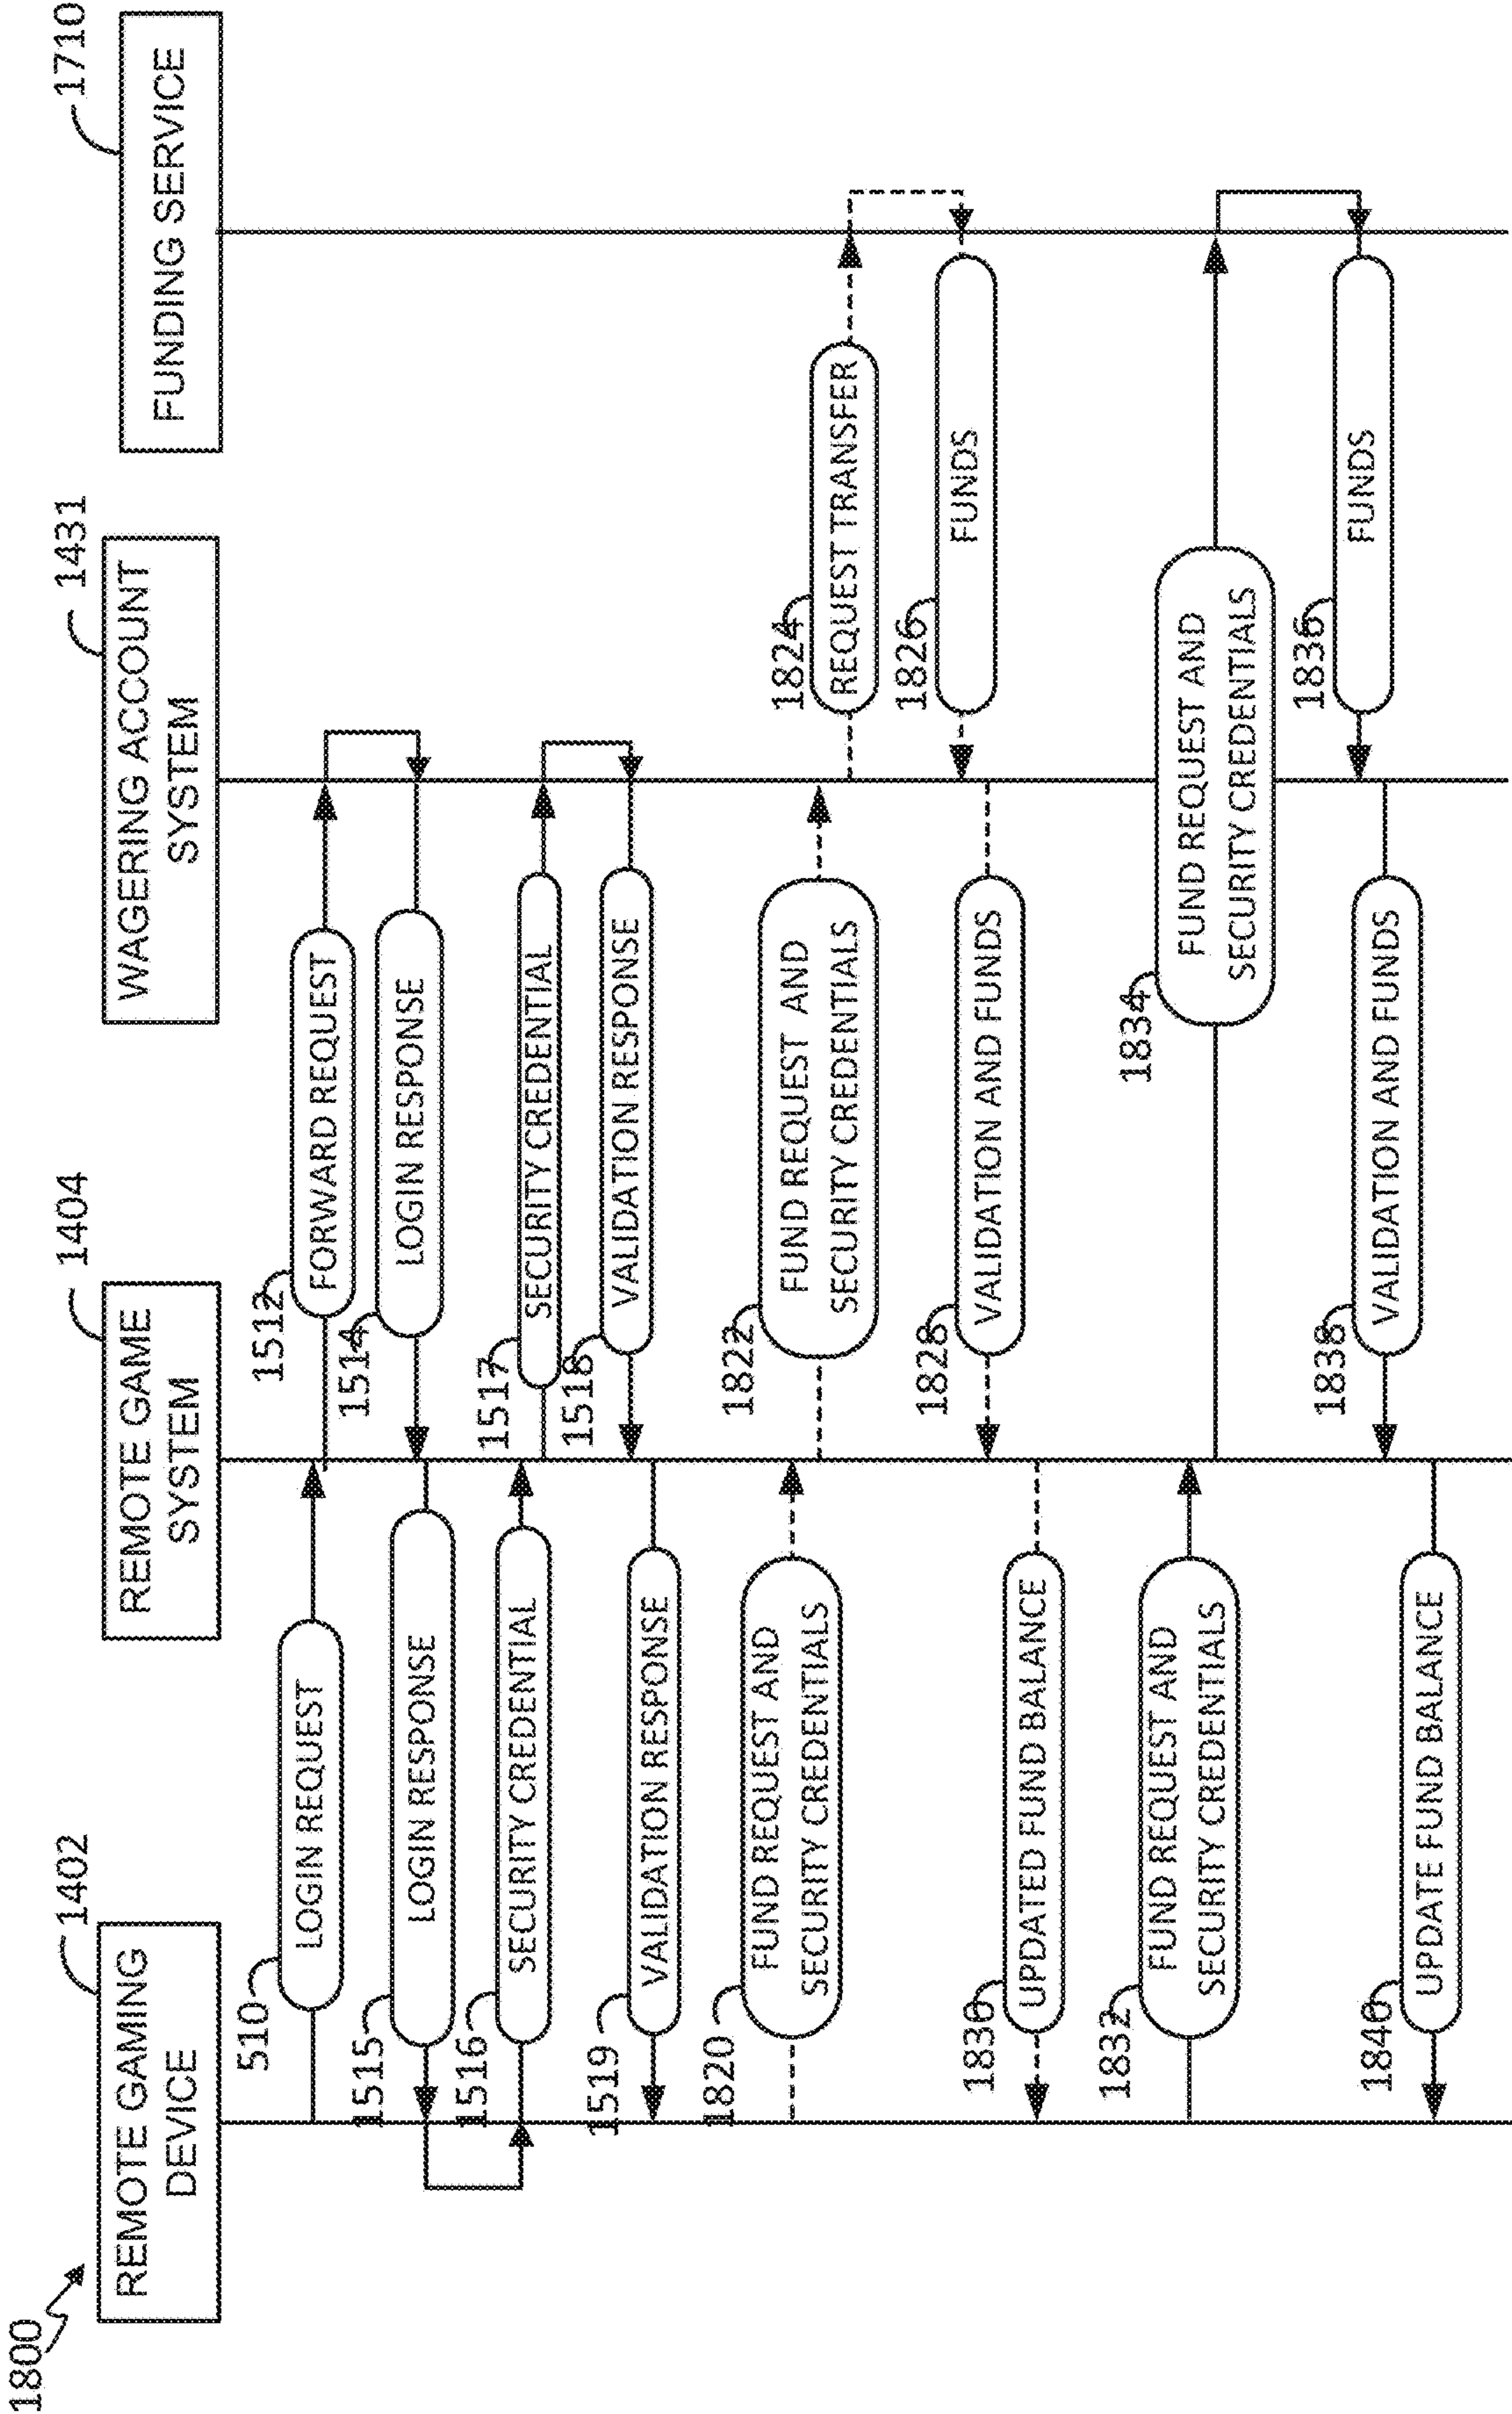 1800
1402
1404
1431
1710
REMOTE GAMING
DEVICE
REMOTE GAME
SYSTEM
WAGERING ACCOUNT
SYSTEM
FUNDING SERVICE
510
LOGIN REQUEST
1512
FORWARD REQUEST
1514
LOGIN RESPONSE
1515
LOGIN RESPONSE
1516
SECURITY CREDENTIAL
1517
SECURITY CREDENTIAL
1518
VALIDATION RESPONSE
1519
VALIDATION RESPONSE
1820
FUND REQUEST AND
SECURITY CREDENTIALS
1822
FUND REQUEST AND
SECURITY CREDENTIALS
1824
REQUEST TRANSFER
1826
FUNDS
1828
VALIDATION AND FUNDS
1830
UPDATED FUND BALANCE
1832
FUND REQUEST AND
SECURITY CREDENTIALS
1834
FUND REQUEST AND
SECURITY CREDENTIALS
1836
FUNDS
1838
VALIDATION AND FUNDS
1840
UPDATE FUND BALANCE